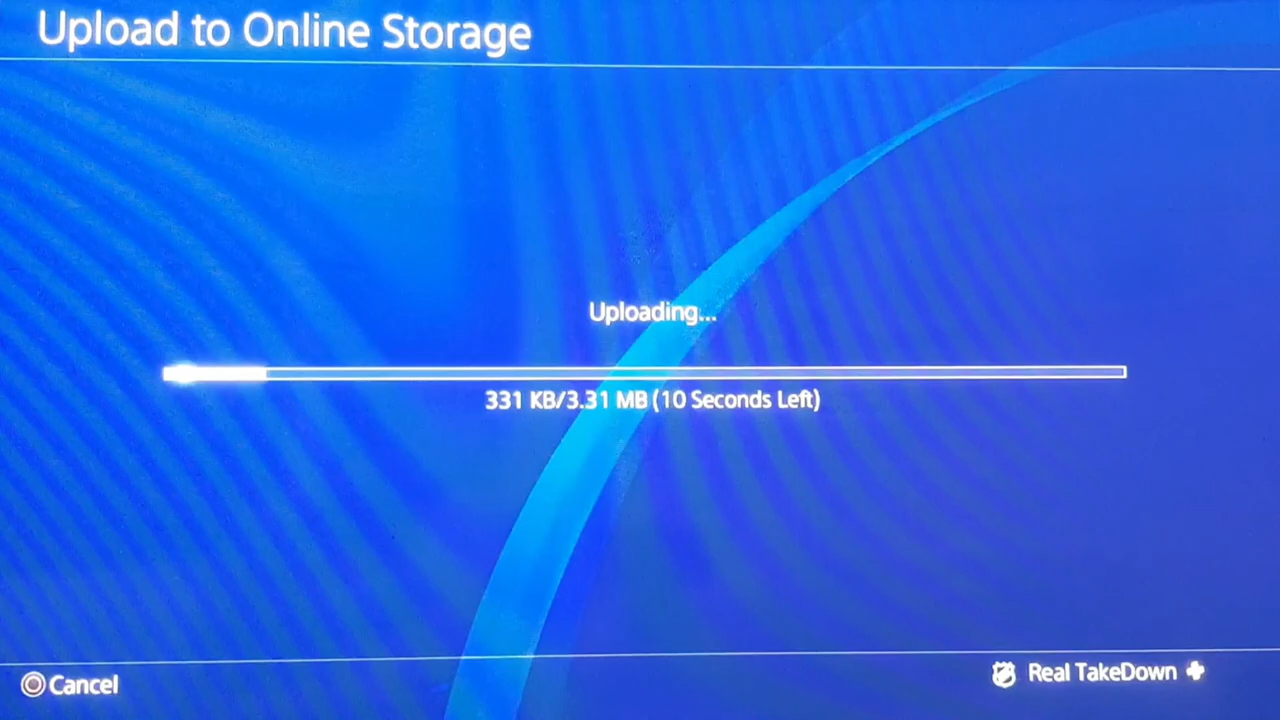 Upload to Online Storage
Uploading...
331 KB/3.31 MB (10 Seconds Left)
Cancel
Real TakeDown